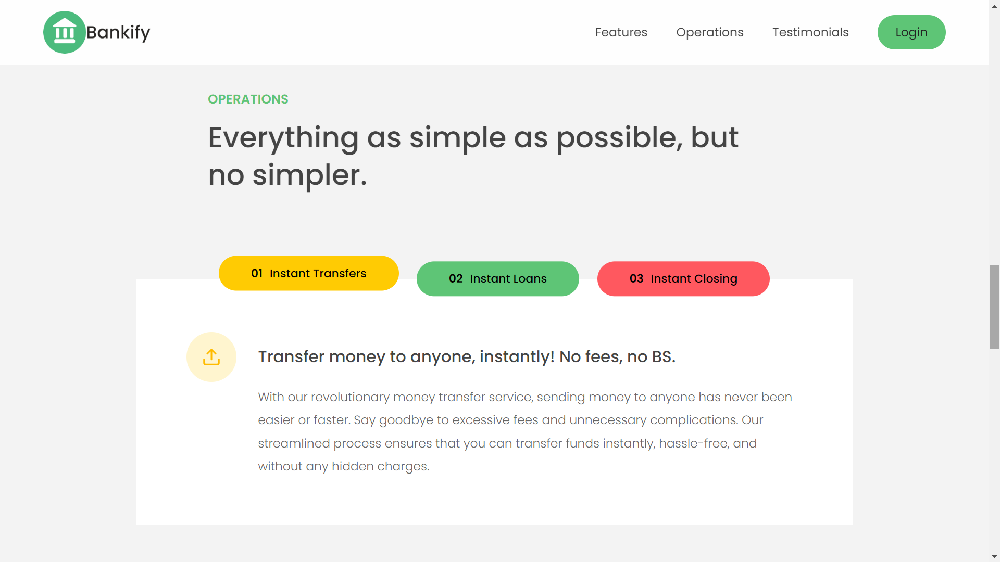 Bankify
Features
Operations
Testimonials
Login
OPERATIONS
Everything as simple as possible, but
no simpler.
01 Instant Transfers
02 Instant Loans
03 Instant Closing
Transfer money to anyone, instantly! No fees, no BS.
With our revolutionary money transfer service, sending money to anyone has never been
easier or faster. Say goodbye to excessive fees and unnecessary complications. Our
streamlined process ensures that you can transfer funds instantly, hassle-free, and
without any hidden charges.